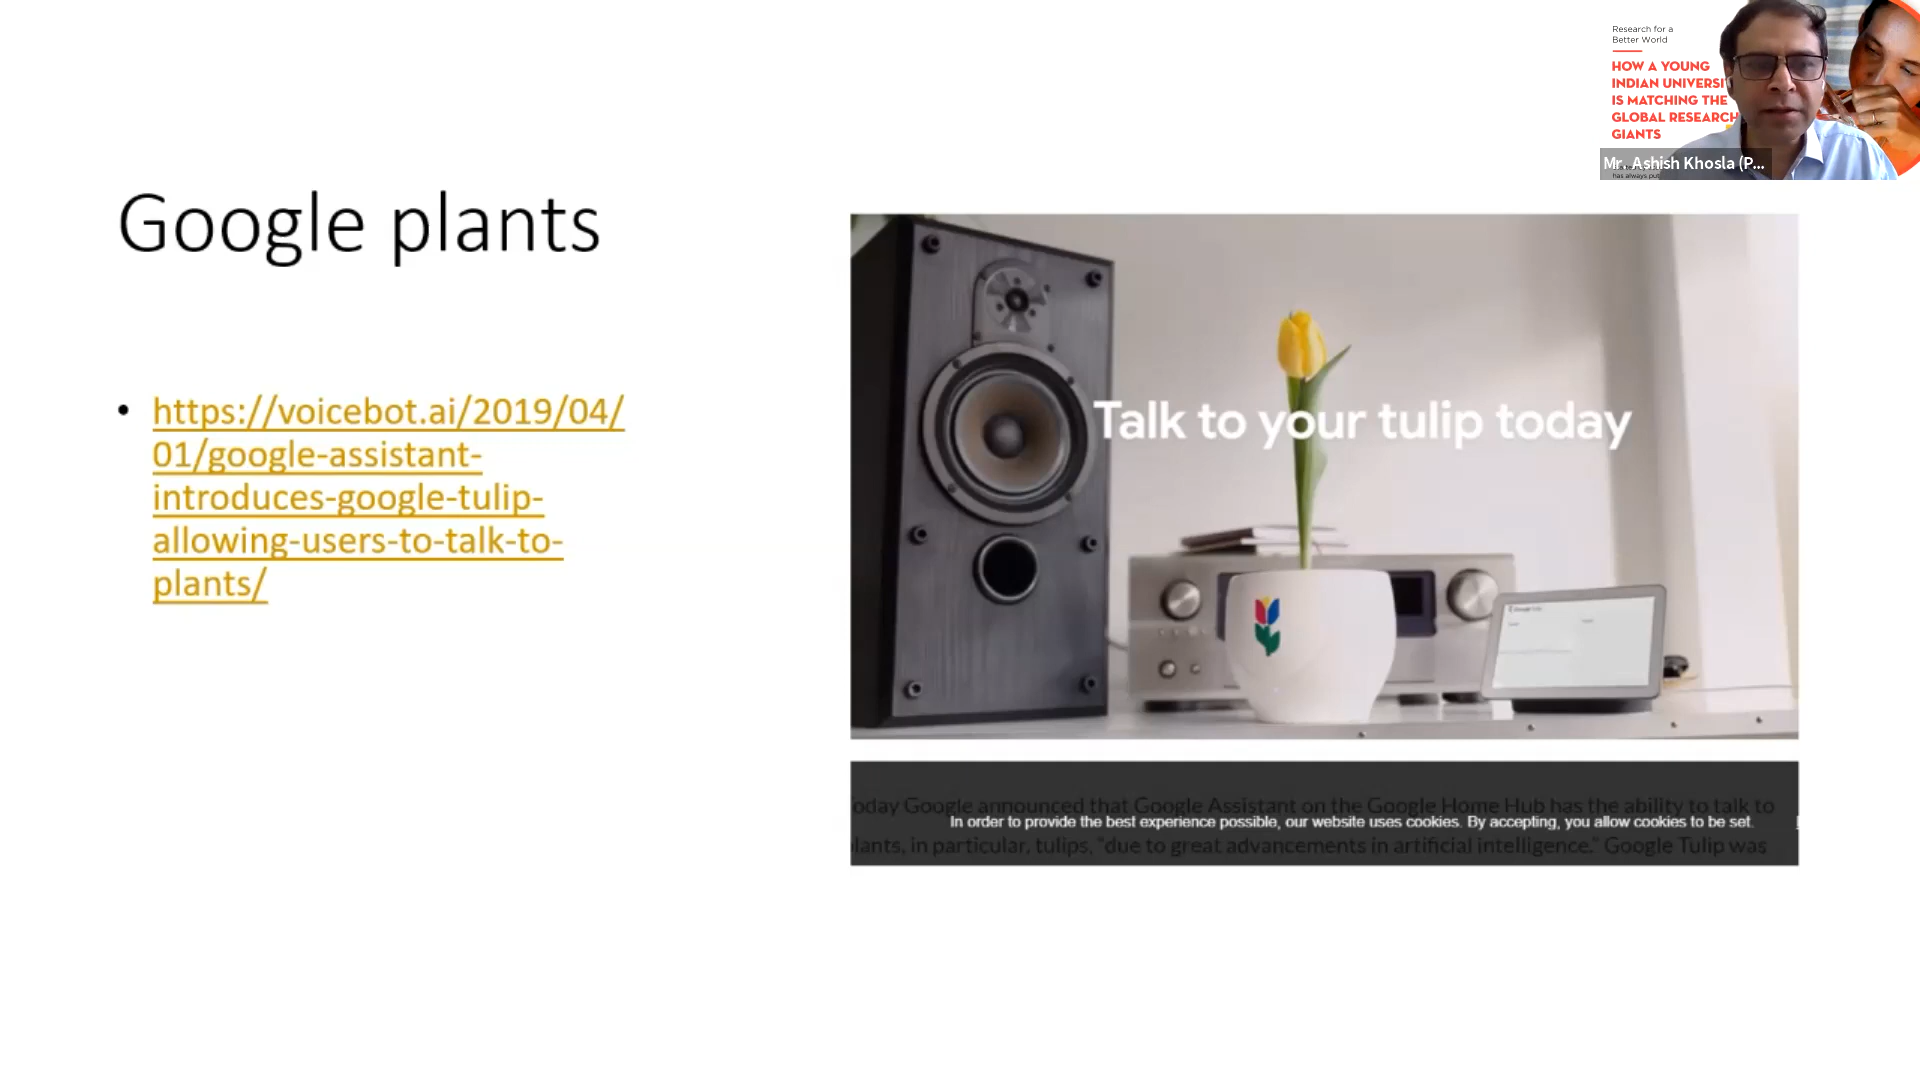 Research for a
Better World
HOW A YOUNG
INDIAN UNIVERSI
IS MATCHING THE
GLOBAL RESEARCH
GIANTS
Mr. Ashish Khosla (P...
has always put
Google plants
• https://voicebot.ai/2019/04/
01/google-assistant-
introduces-google-tulip-
allowing-users-to-talk-to-
plants/
Talk to your tulip today
oday Google announced that Google Assistant on the Google Home Hub has the ability to talk to
In order to provide the best experience possible, our website uses cookies. By accepting, you allow cookies to be set.
lants, in particular, tulips, "due to great advancements in artificial intelligence." Google Tulip was